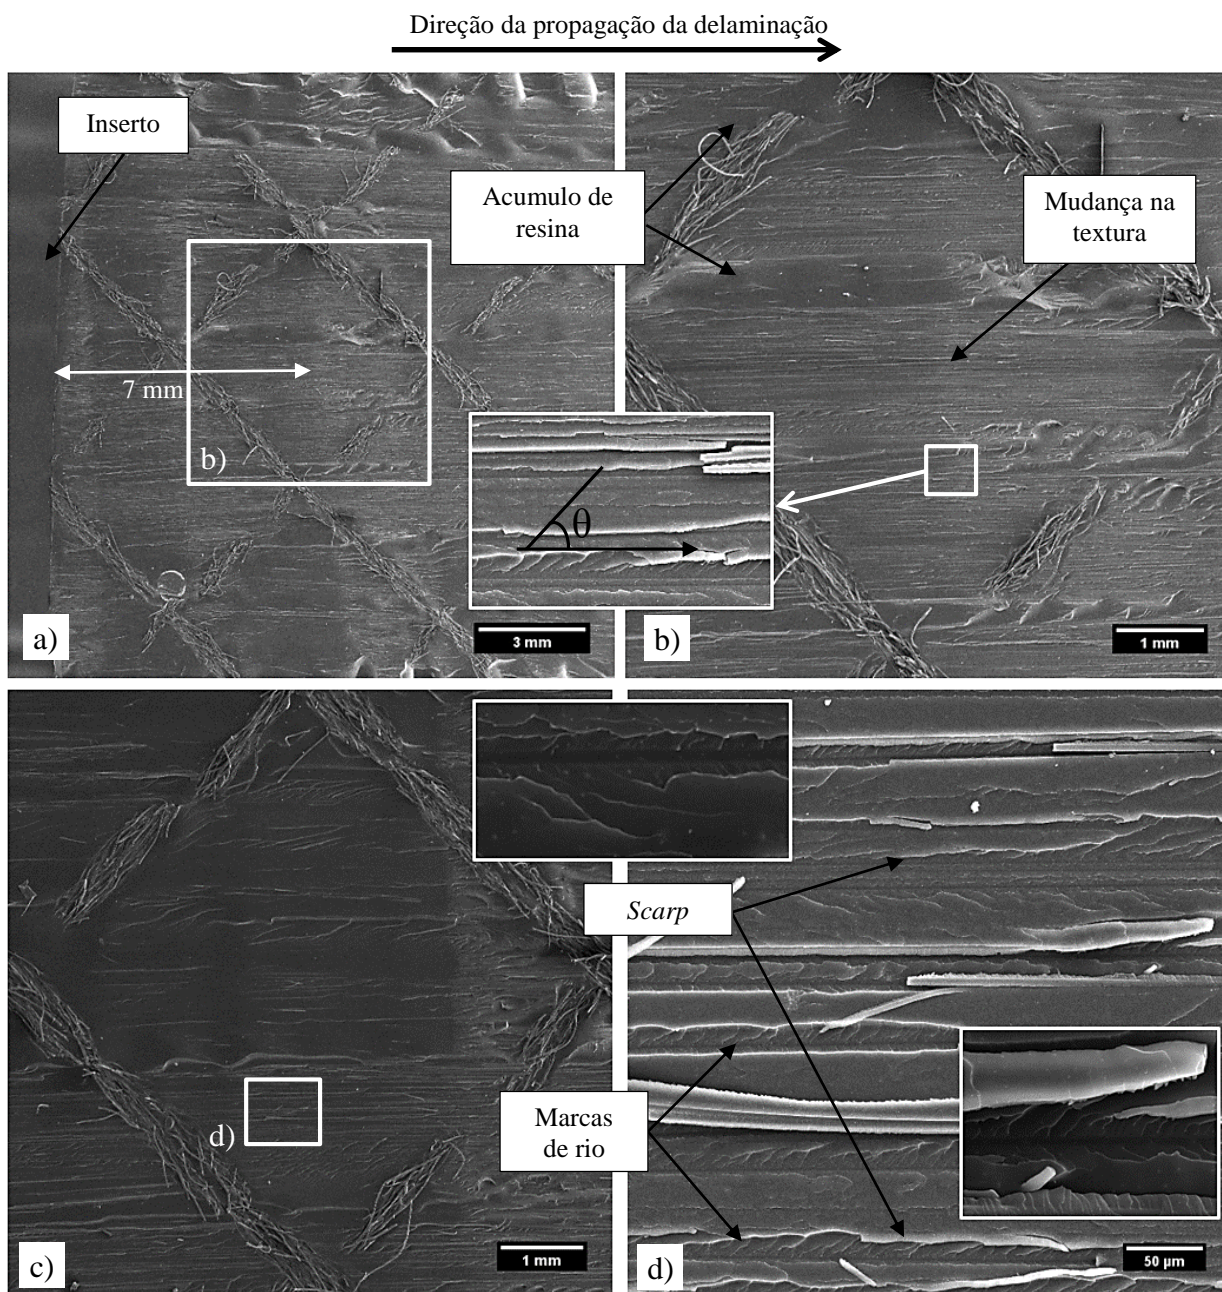 Direção da propagação da delaminação
Inserto
7 mm
b)
a)
3 mm
Acumulo de
resina
Mudança na
textura
θ
b)
1 mm
d)
c)
1 mm
Scarp
Marcas
de rio
d)
50 µm